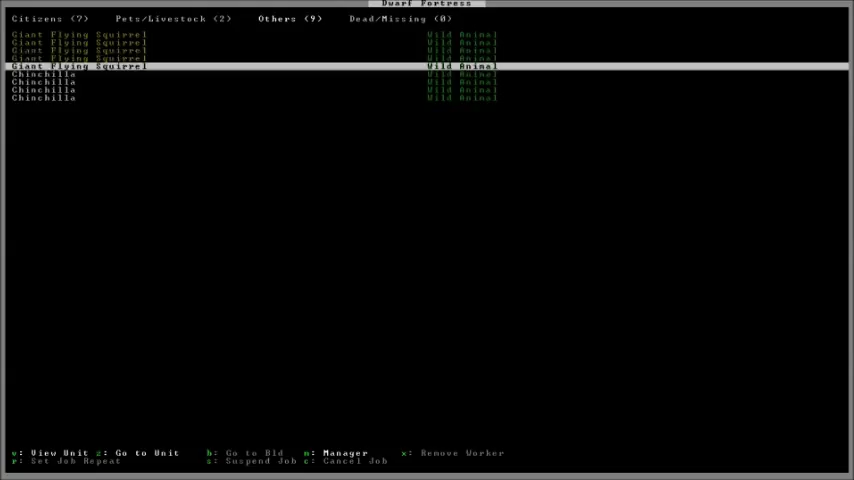 Dwarf Fortress
Citizens (7) Pets/Livestock (2) Others (9) Dead/Missing (0)
Giant Flying Squirrel Wild Animal
Giant Flying Squirrel Wild Animal
Giant Flying Squirrel Wild Animal
Giant Flying Squirrel Wild Animal
Giant Flying Squirrel Wild Animal
Chinchilla Wild Animal
Chinchilla Wild Animal
Chinchilla Wild Animal
Chinchilla Wild Animal
v: View Unit z: Go to Unit b: Go to Bld m: Manager x: Remove Worker
r: Set Job Repeat s: Suspend Job c: Cancel Job